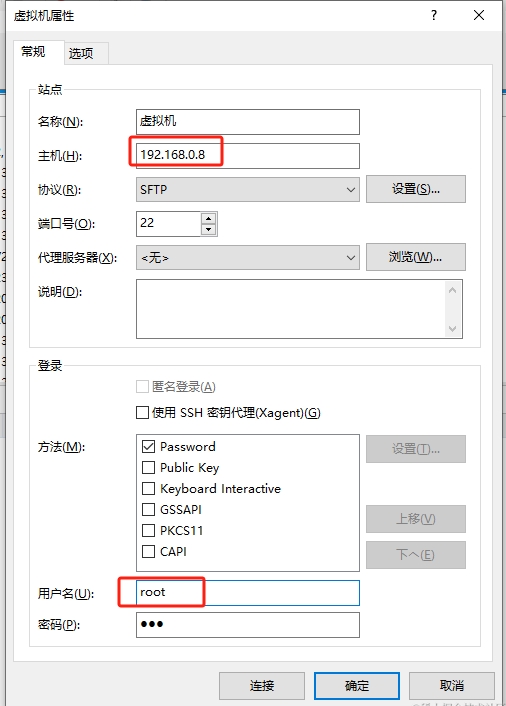 虚拟机属性 ?
常规 选项
站点
名称(N): 虚拟机
主机(H): 192.168.0.8
协议(R): SFTP 设置(S)...
端口号(O): 22
代理服务器(X): <无> 浏览(W)...
说明(D):
登录
匿名登录(A)
使用 SSH 密钥代理(Xagent)(G)
方法(M): Password 设置(T)...
Public Key
Keyboard Interactive
GSSAPI
PKCS11 上移(V)
CAPI 下へ(E)
用户名(U): root
密码(P): ●●●
连接 确定 取消